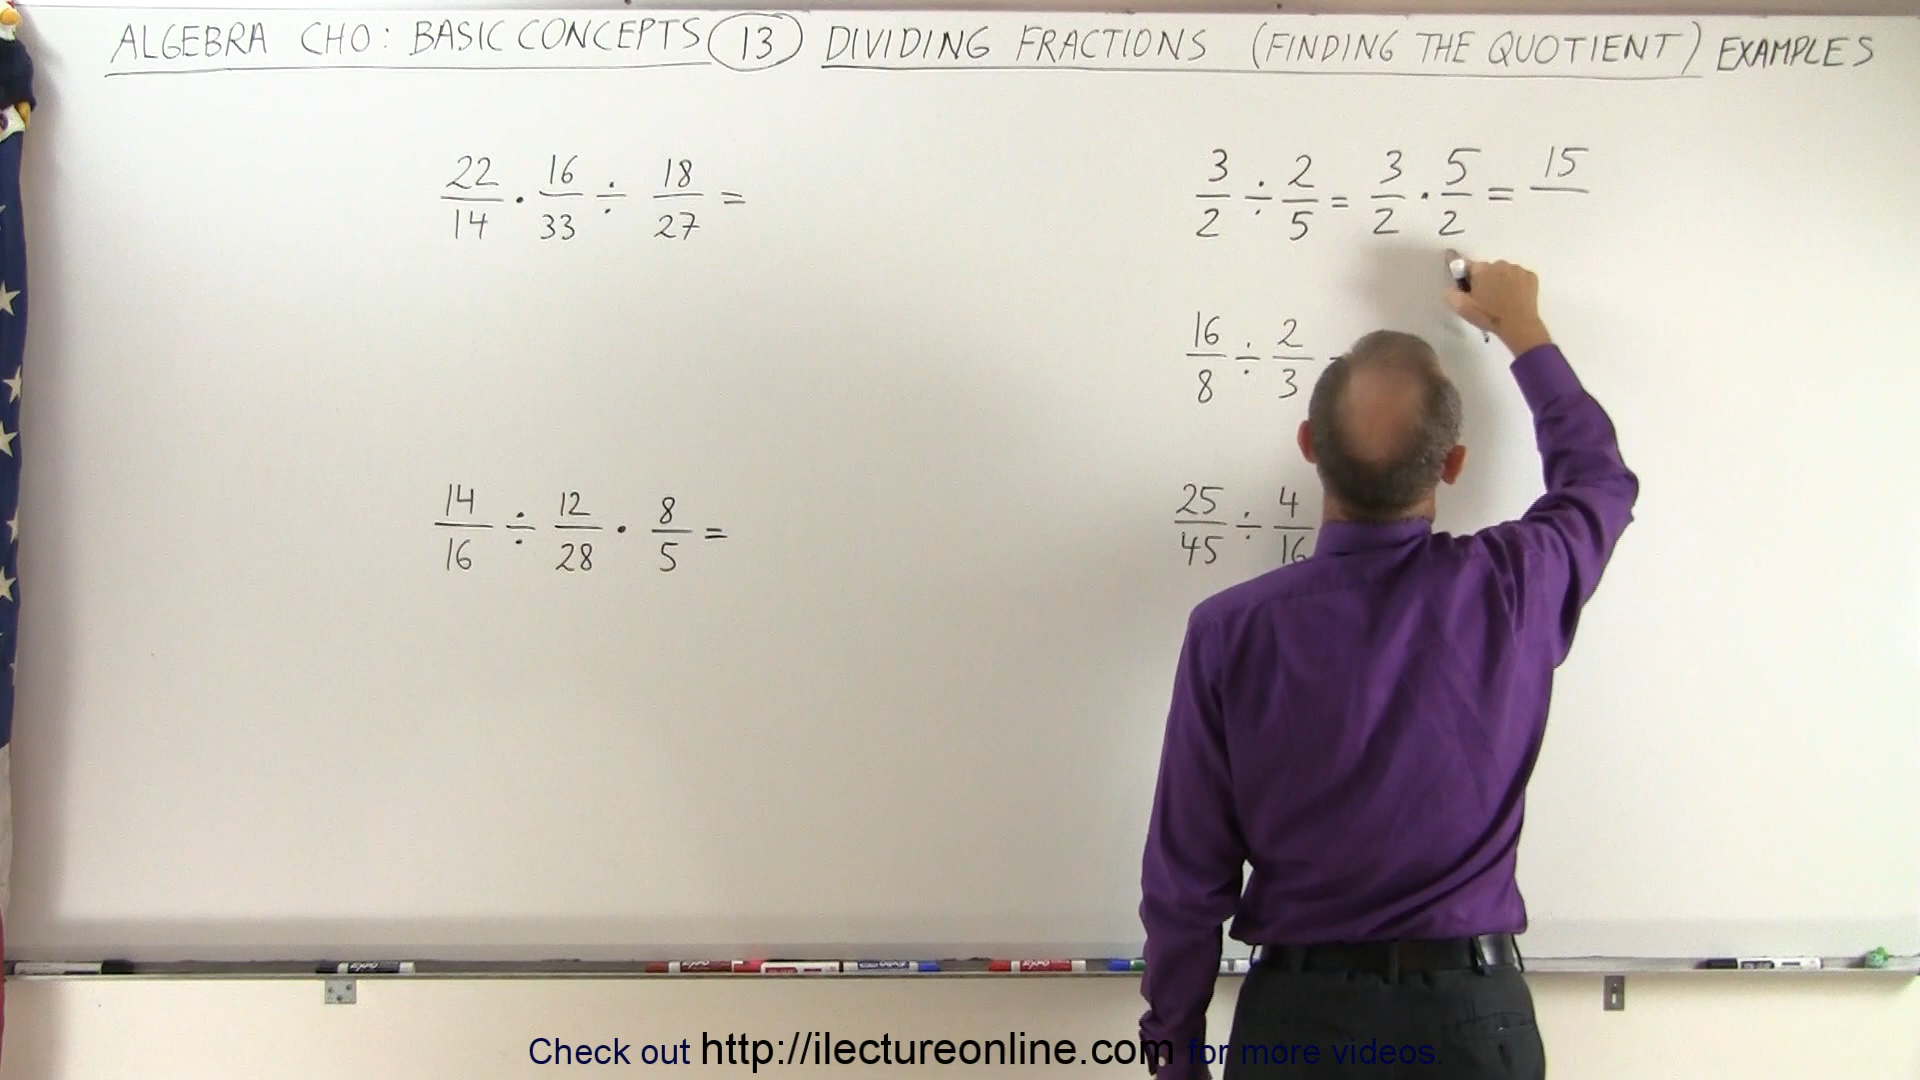 ALGEBRA CH0: BASIC CONCEPTS (13) DIVIDING FRACTIONS (FINDING THE QUOTIENT) EXAMPLES
22/14 · 16/33 ÷ 18/27 =
3/2 ÷ 2/5 = 3/2 · 5/2 = 15/
16/8 ÷ 2/3
14/16 ÷ 12/28 · 8/5 =
25/45 ÷ 4/16
Check out http://ilectureonline.com for more videos.